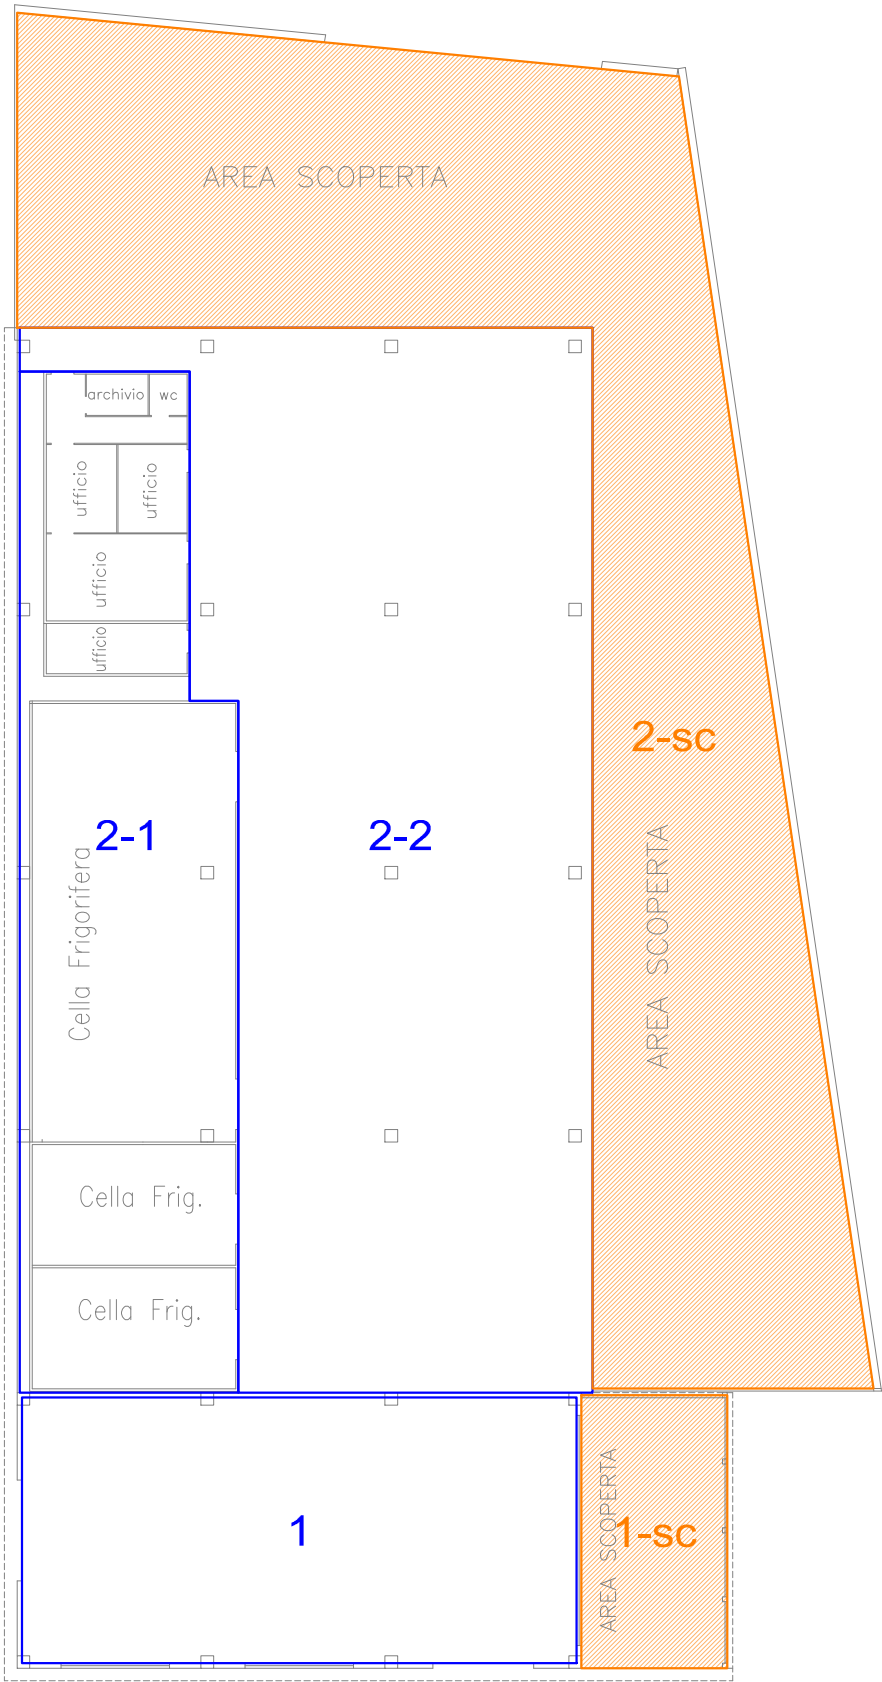 AREA SCOPERTA
archivio
wc
ufficio
ufficio
ufficio
ufficio
2-sc
2-1
2-2
Cella Frigorifera
AREA SCOPERTA
Cella Frig.
Cella Frig.
1
1-sc
AREA SCOPERTA